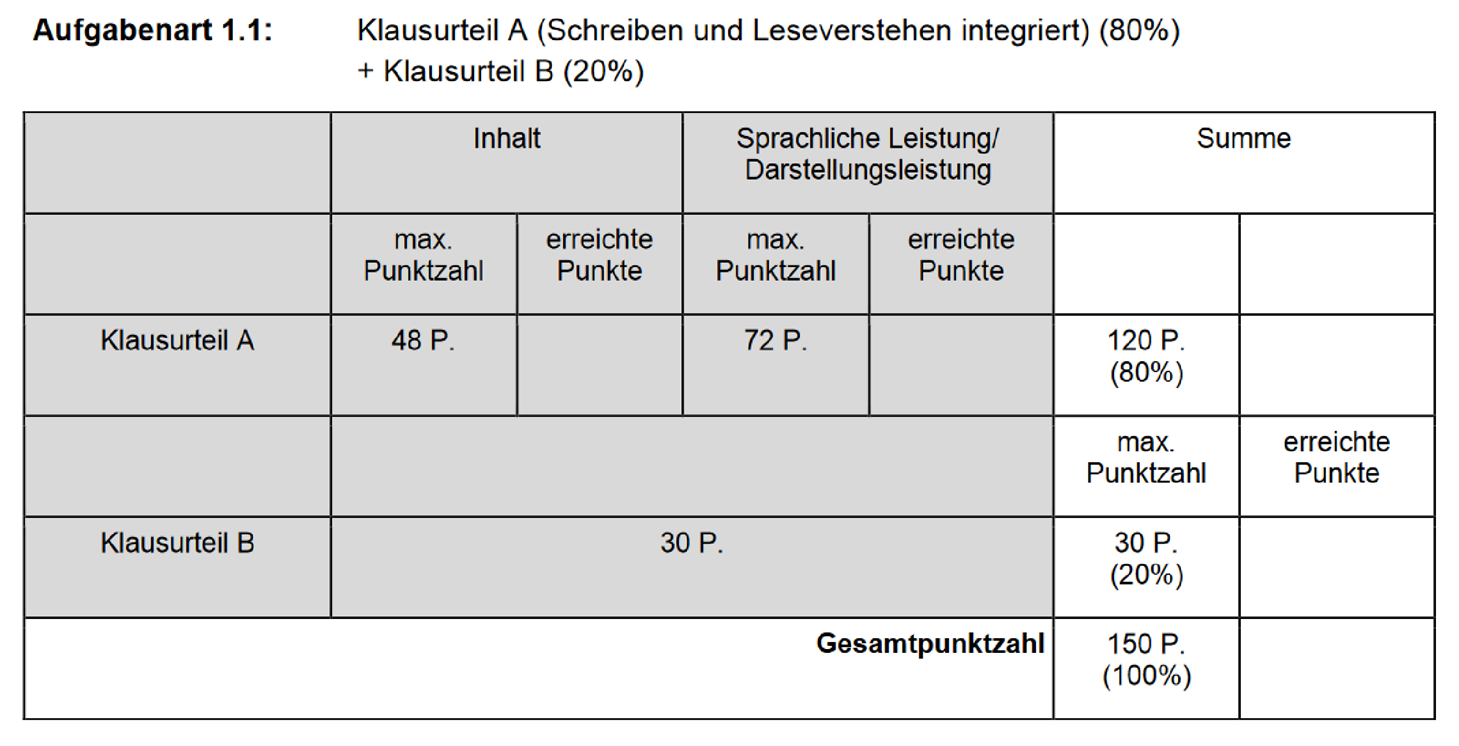 Aufgabenart 1.1: Klausurteil A (Schreiben und Leseverstehen integriert) (80%)
+ Klausurteil B (20%)
Inhalt
Sprachliche Leistung/
Darstellungsleistung
Summe
max.
Punktzahl
erreichte
Punkte
max.
Punktzahl
erreichte
Punkte
Klausurteil A
48 P.
72 P.
120 P.
(80%)
max.
Punktzahl
erreichte
Punkte
Klausurteil B
30 P.
30 P.
(20%)
Gesamtpunktzahl
150 P.
(100%)